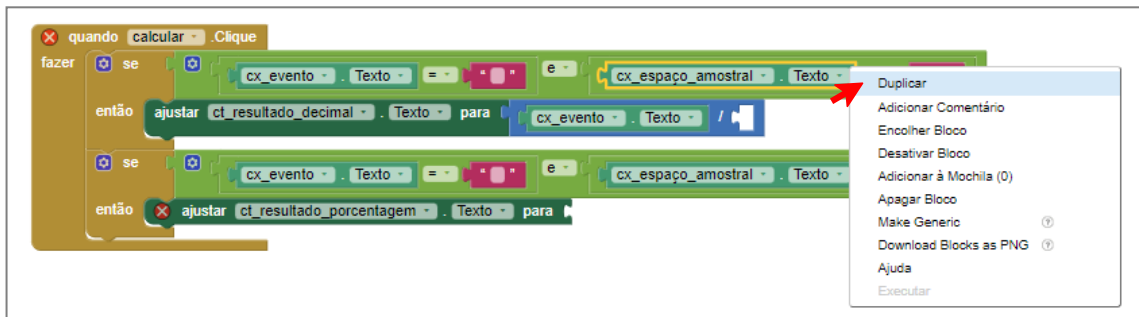 quando calcular .Clique
fazer se cx_evento . Texto = " " e cx_espaço_amostral . Texto
então ajustar ct_resultado_decimal . Texto para cx_evento . Texto /
se cx_evento . Texto = " " e cx_espaço_amostral . Texto
então ajustar ct_resultado_porcentagem . Texto para
Duplicar
Adicionar Comentário
Encolher Bloco
Desativar Bloco
Adicionar à Mochila (0)
Apagar Bloco
Make Generic ?
Download Blocks as PNG ?
Ajuda
Executar